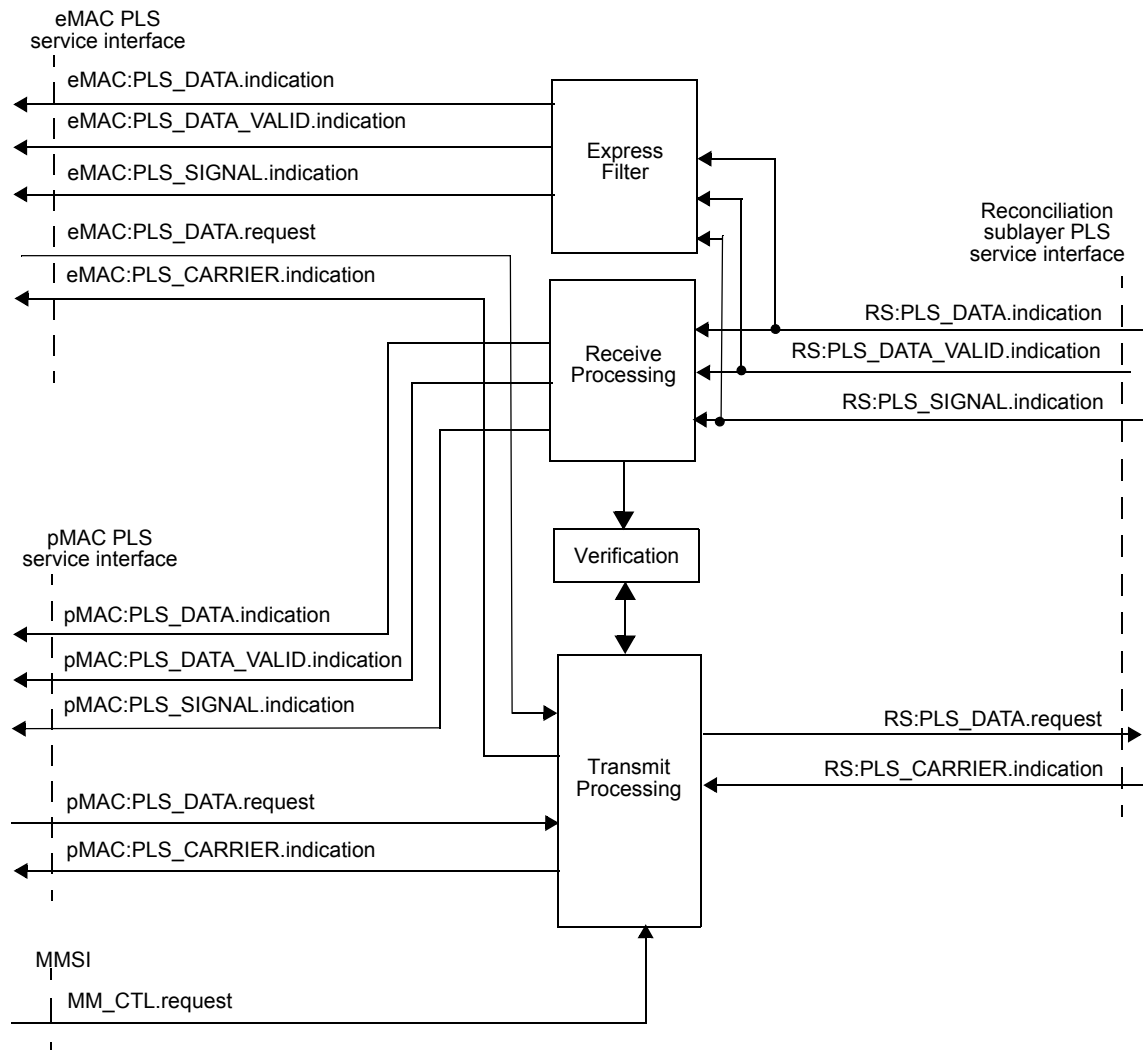 eMAC PLS
service interface
eMAC:PLS_DATA.indication
eMAC:PLS_DATA_VALID.indication
eMAC:PLS_SIGNAL.indication
eMAC:PLS_DATA.request
eMAC:PLS_CARRIER.indication
Express
Filter
Reconciliation
sublayer PLS
service interface
RS:PLS_DATA.indication
RS:PLS_DATA_VALID.indication
RS:PLS_SIGNAL.indication
Receive
Processing
Verification
pMAC PLS
service interface
pMAC:PLS_DATA.indication
pMAC:PLS_DATA_VALID.indication
pMAC:PLS_SIGNAL.indication
pMAC:PLS_DATA.request
pMAC:PLS_CARRIER.indication
Transmit
Processing
RS:PLS_DATA.request
RS:PLS_CARRIER.indication
MMSI
MM_CTL.request